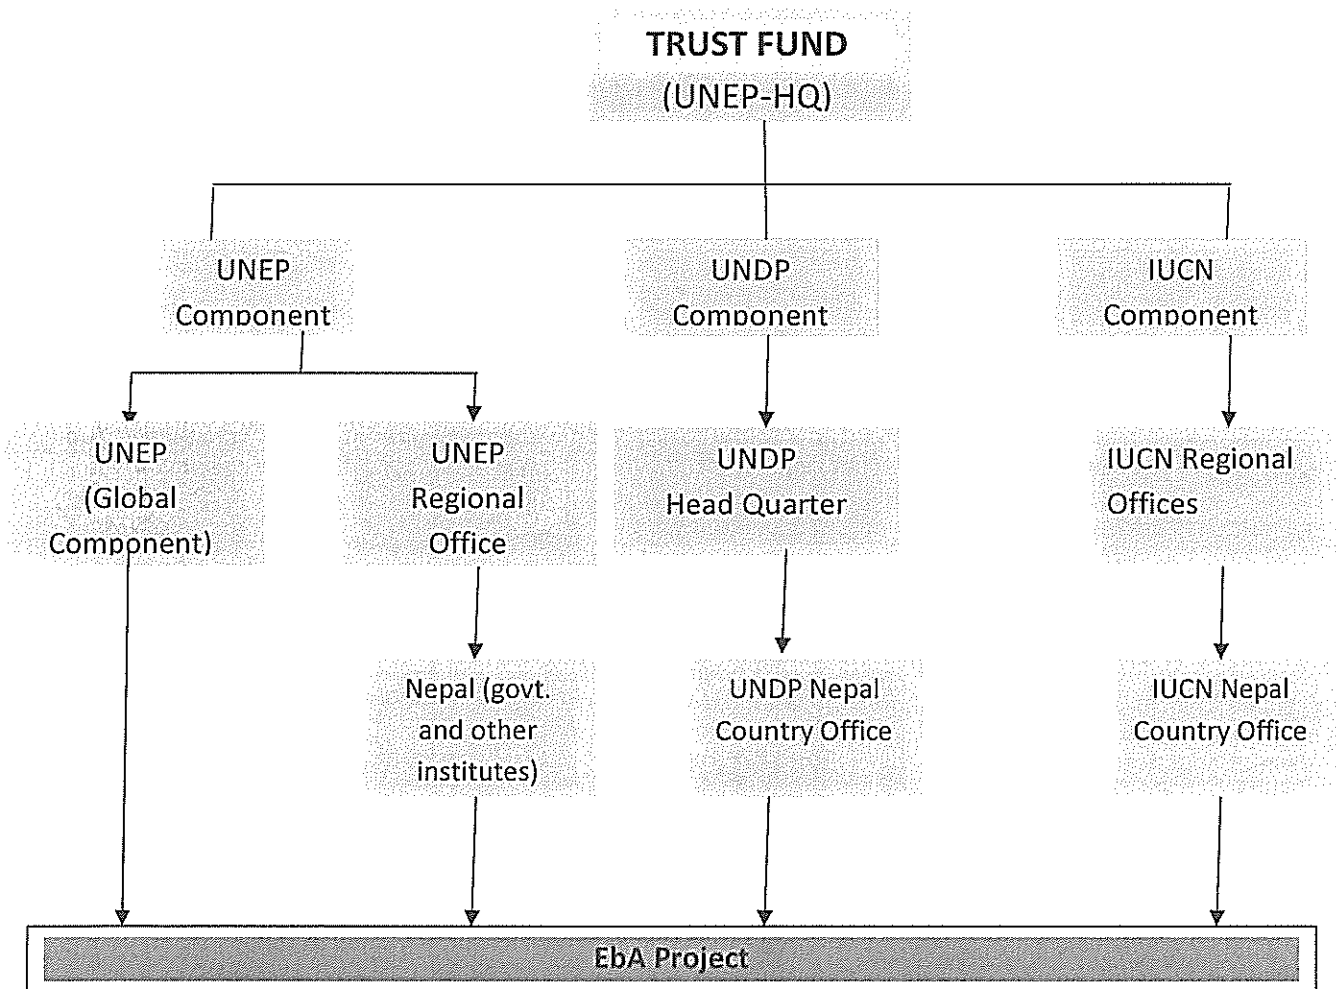 TRUST FUND
(UNEP-HQ)
UNEP
Component
UNDP
Component
IUCN
Component
UNEP
(Global
Component)
UNEP
Regional
Office
UNDP
Head Quarter
IUCN Regional
Offices
Nepal (govt.
and other
institutes)
UNDP Nepal
Country Office
IUCN Nepal
Country Office
EbA Project